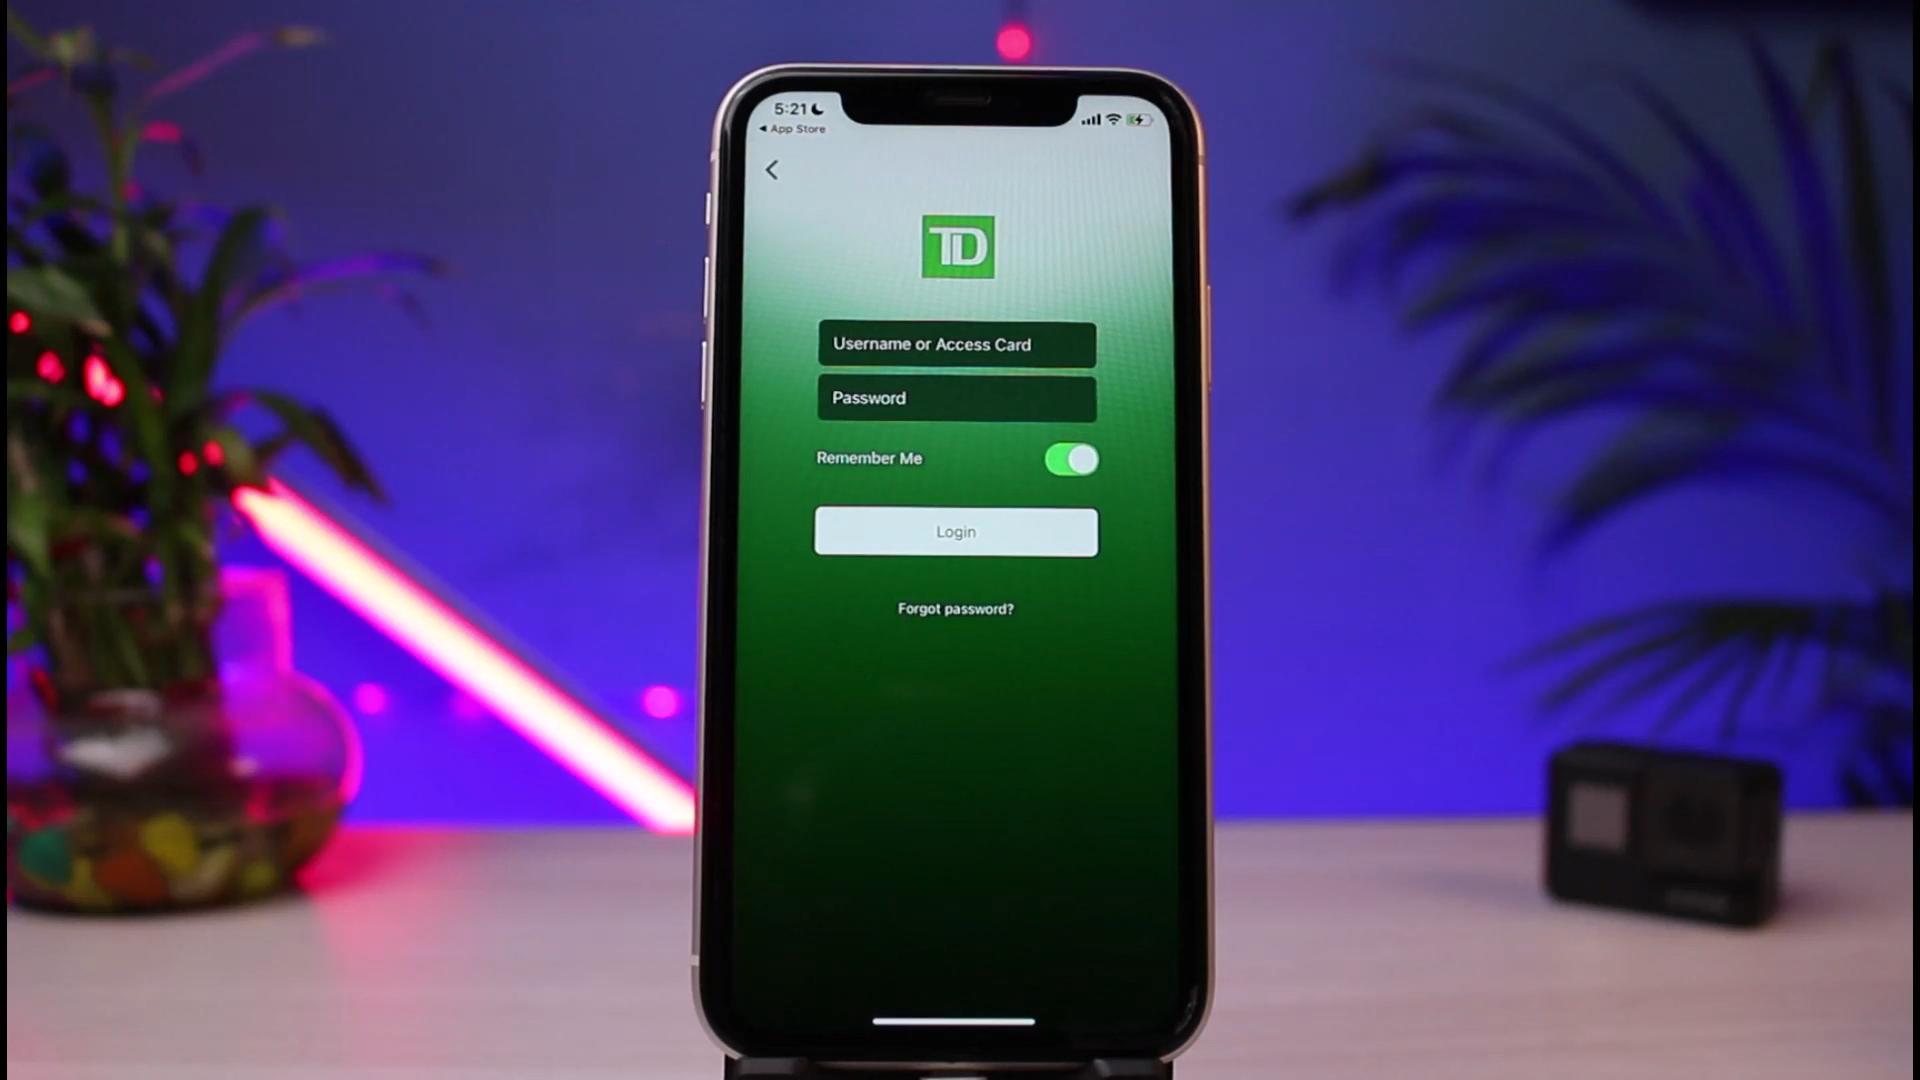 5:21
◄ App Store
TD
Username or Access Card
Password
Remember Me
Login
Forgot password?